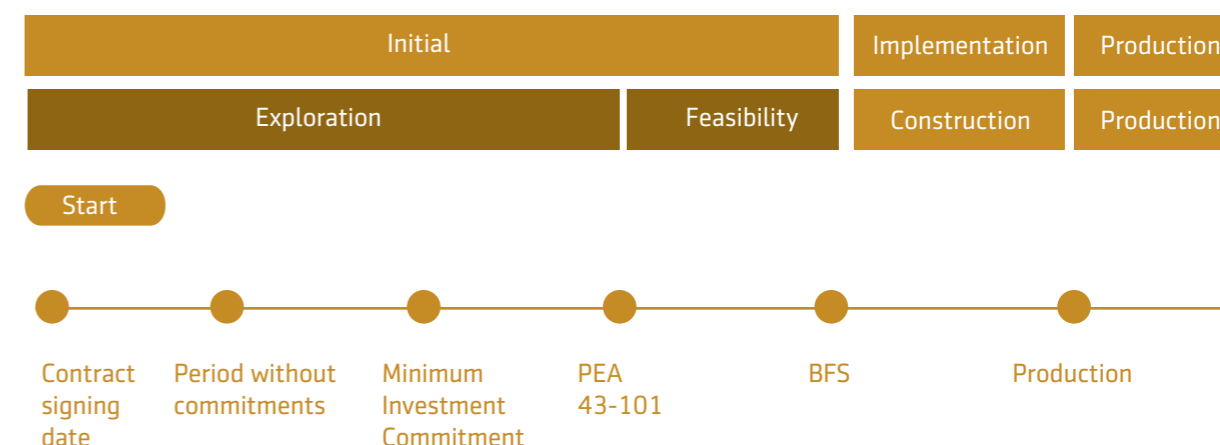 Initial
Implementation
Production
Exploration
Feasibility
Construction
Production
Start
Contract
signing
date
Period without
commitments
Minimum
Investment
Commitment
PEA
43-101
BFS
Production